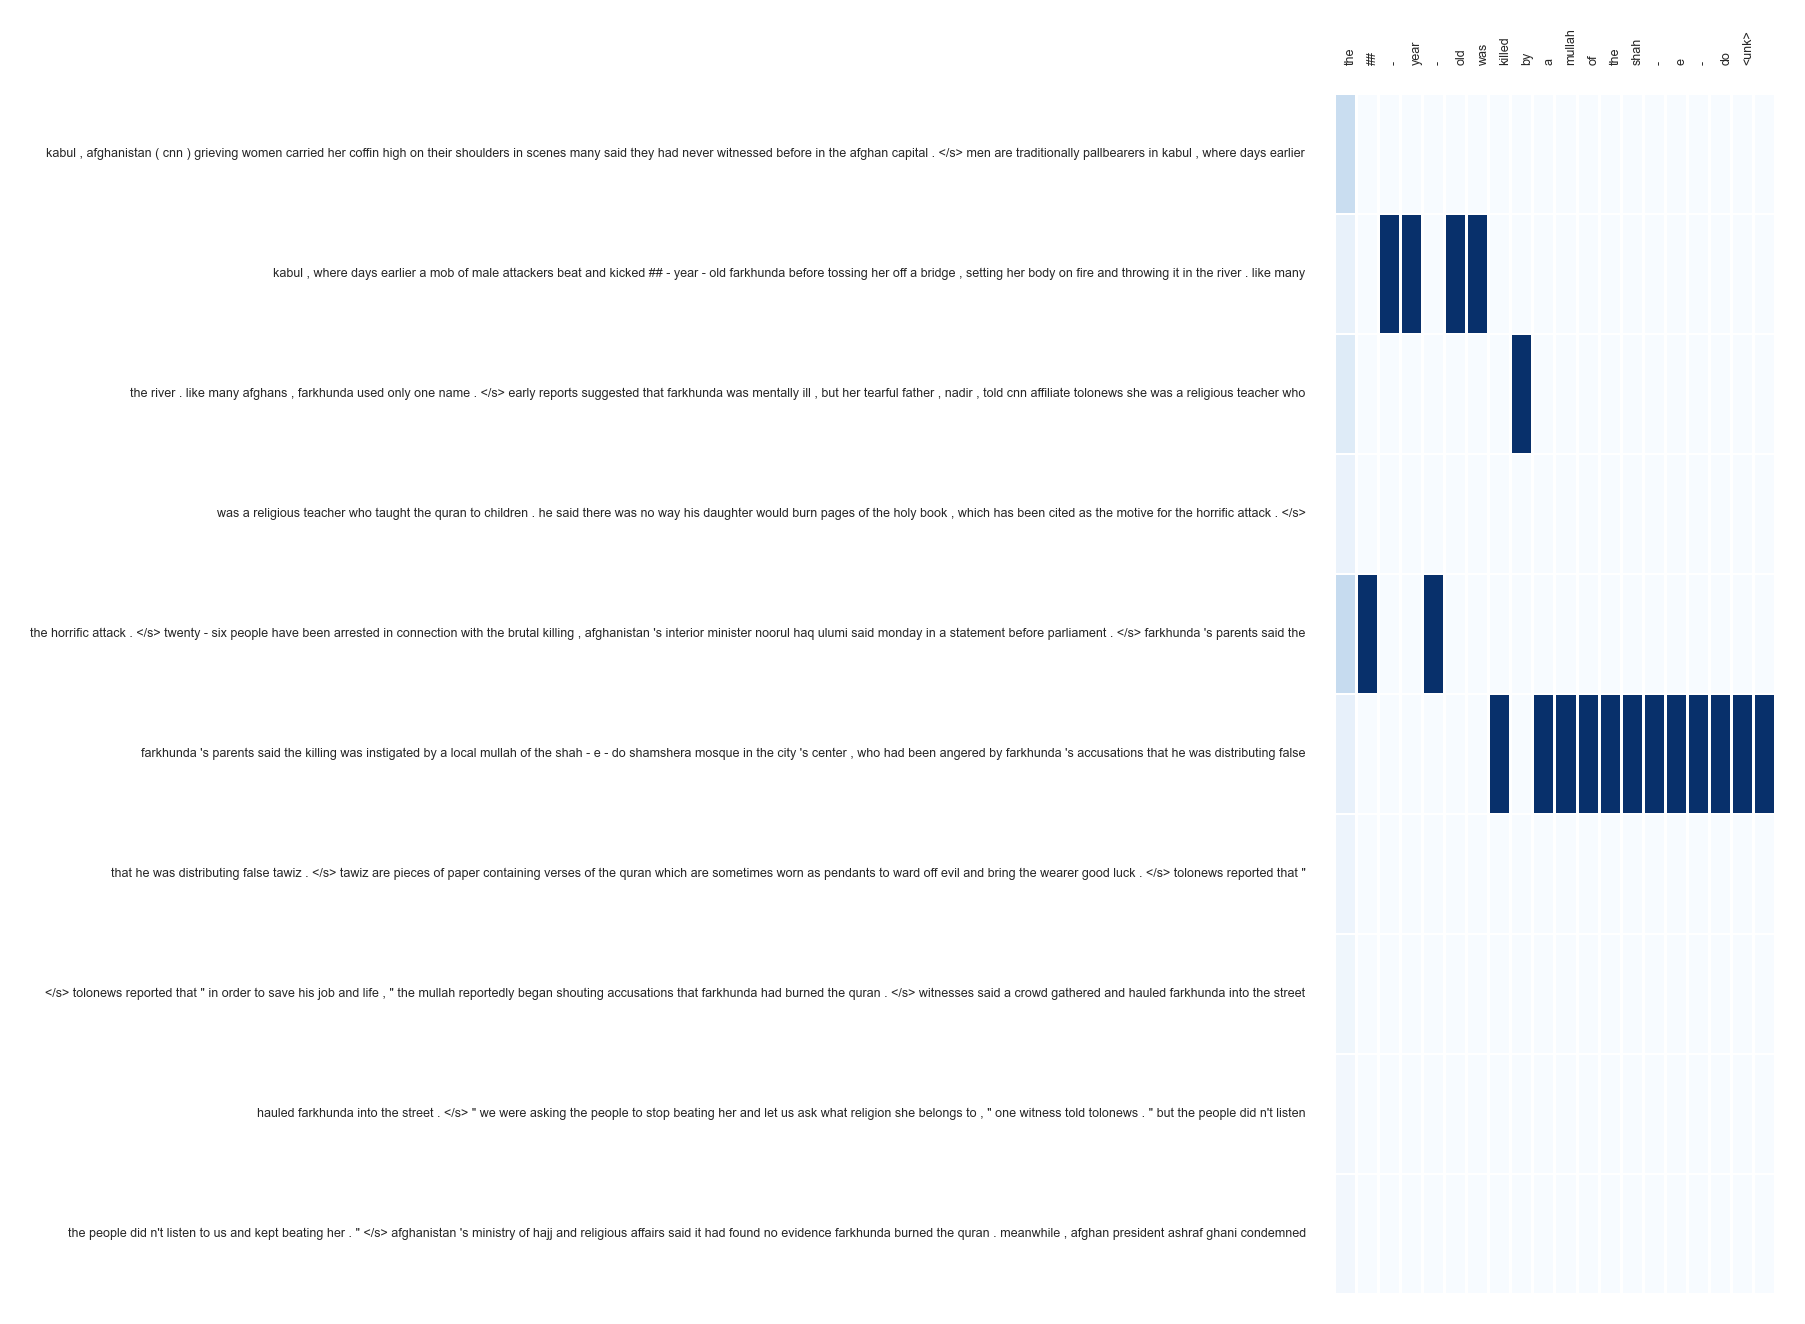 the ## - year - old was killed by a mullah of the shah - e - do <unk>
kabul , afghanistan ( cnn ) grieving women carried her coffin high on their shoulders in scenes many said they had never witnessed before in the afghan capital . </s> men are traditionally pallbearers in kabul , where days earlier
kabul , where days earlier a mob of male attackers beat and kicked ## - year - old farkhunda before tossing her off a bridge , setting her body on fire and throwing it in the river . like many
the river . like many afghans , farkhunda used only one name . </s> early reports suggested that farkhunda was mentally ill , but her tearful father , nadir , told cnn affiliate tolonews she was a religious teacher who
was a religious teacher who taught the quran to children . he said there was no way his daughter would burn pages of the holy book , which has been cited as the motive for the horrific attack . </s>
the horrific attack . </s> twenty - six people have been arrested in connection with the brutal killing , afghanistan 's interior minister noorul haq ulumi said monday in a statement before parliament . </s> farkhunda 's parents said the
farkhunda 's parents said the killing was instigated by a local mullah of the shah - e - do shamshera mosque in the city 's center , who had been angered by farkhunda 's accusations that he was distributing false
that he was distributing false tawiz . </s> tawiz are pieces of paper containing verses of the quran which are sometimes worn as pendants to ward off evil and bring the wearer good luck . </s> tolonews reported that "
</s> tolonews reported that " in order to save his job and life , " the mullah reportedly began shouting accusations that farkhunda had burned the quran . </s> witnesses said a crowd gathered and hauled farkhunda into the street
hauled farkhunda into the street . </s> " we were asking the people to stop beating her and let us ask what religion she belongs to , " one witness told tolonews . " but the people did n't listen
the people did n't listen to us and kept beating her . " </s> afghanistan 's ministry of hajj and religious affairs said it had found no evidence farkhunda burned the quran . meanwhile , afghan president ashraf ghani condemned